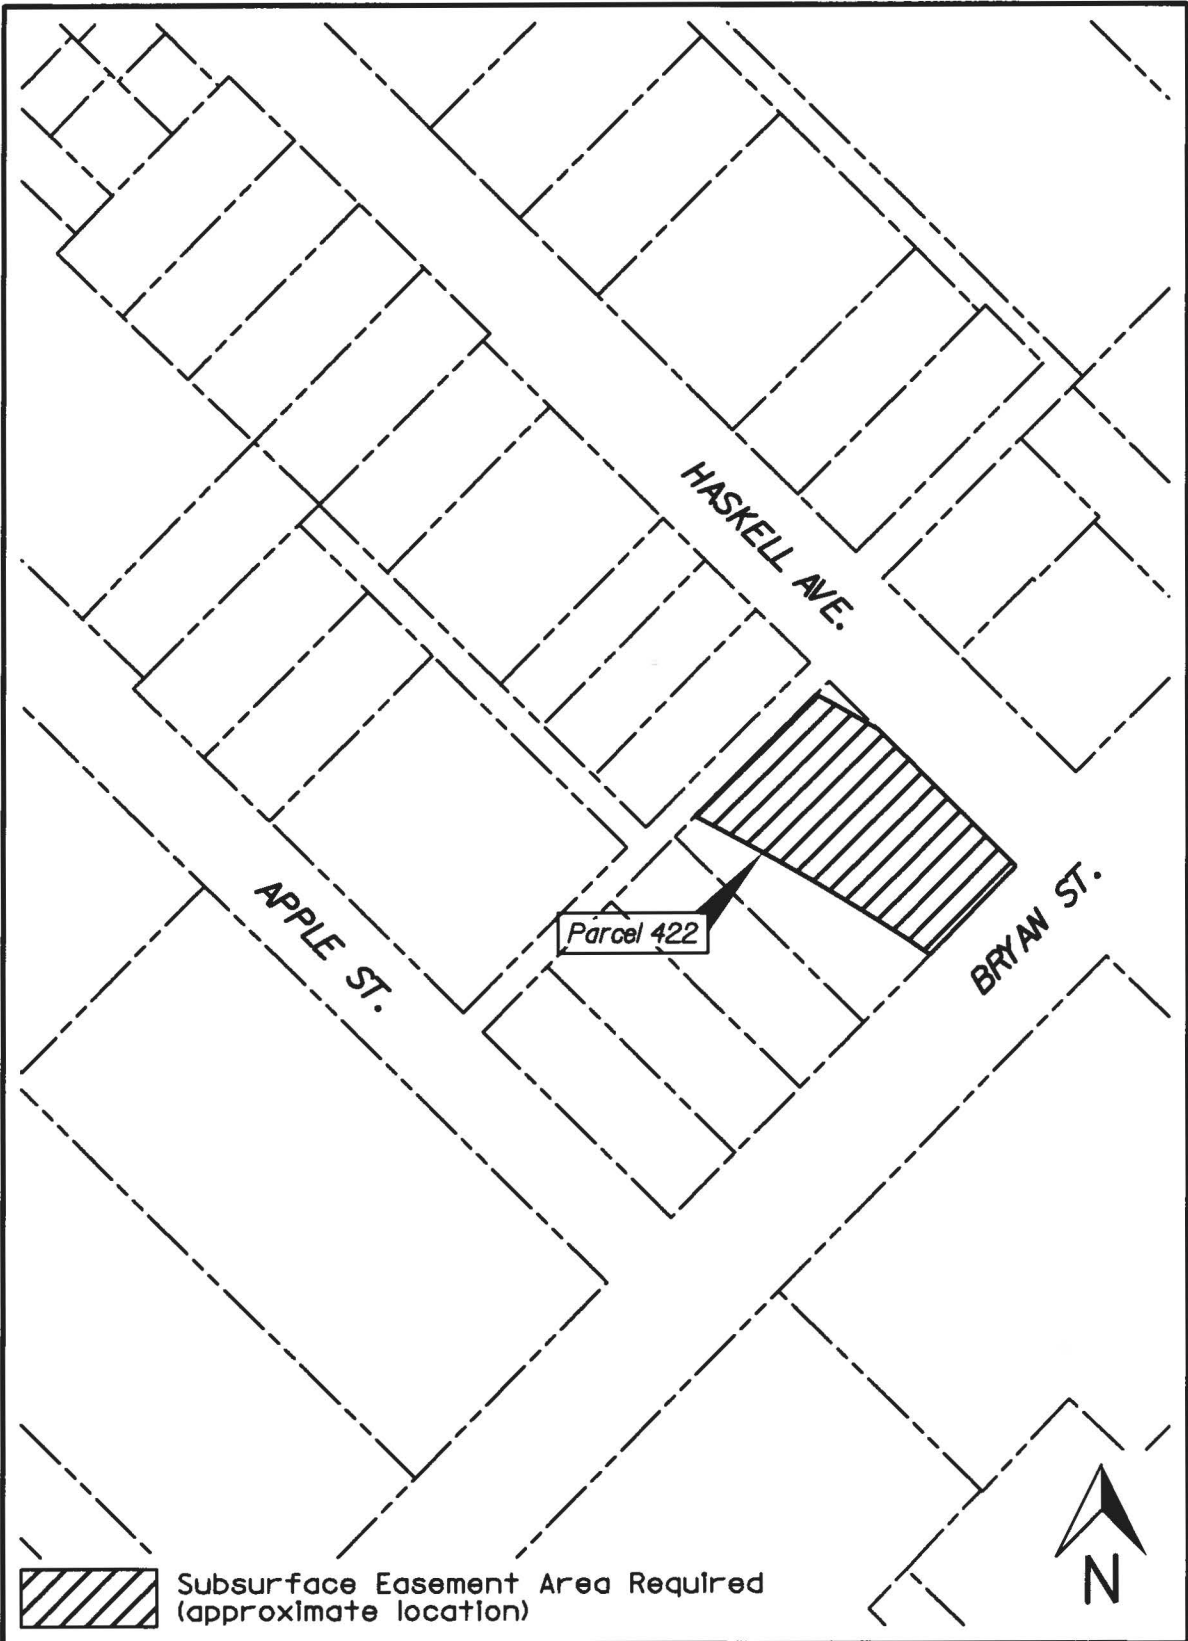 HASKELL AVE.
APPLE ST.
BRYAN ST.
Parcel 422
N
Subsurface Easement Area Required
(approximate location)